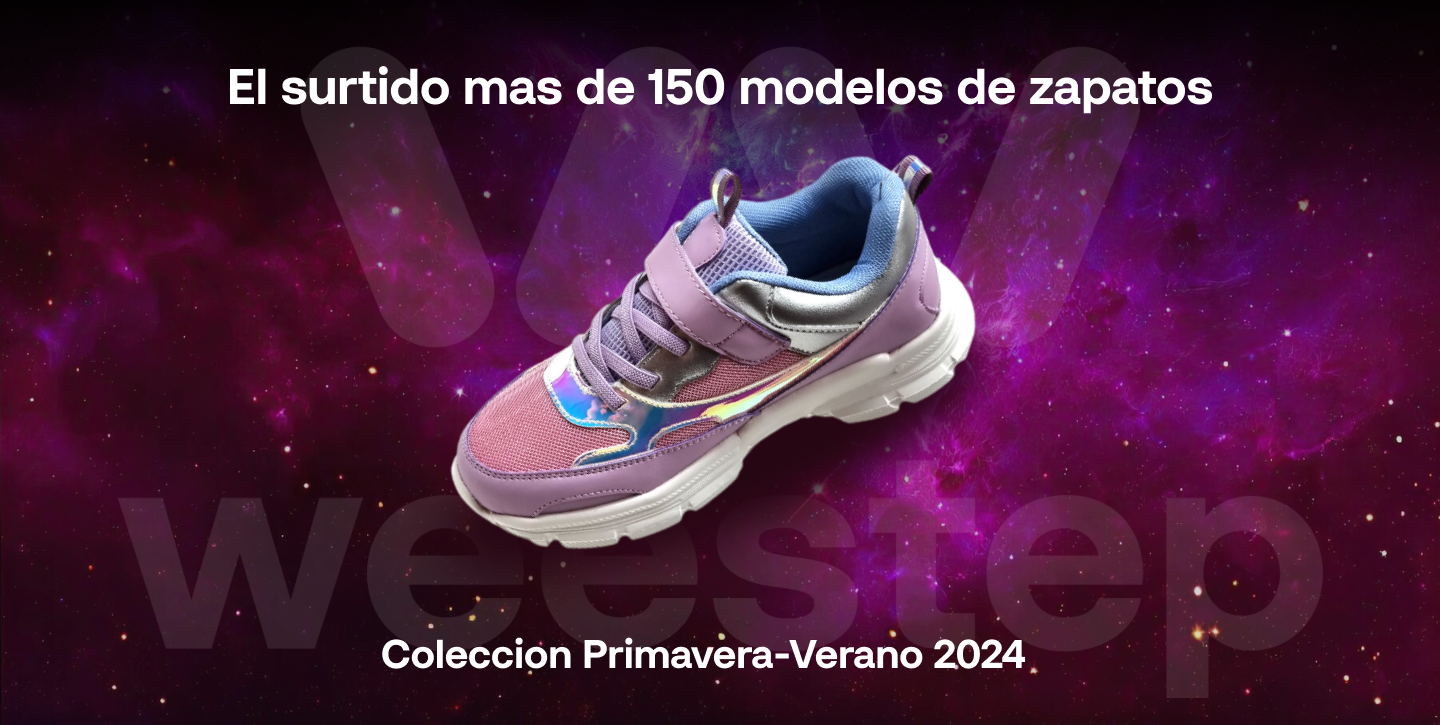 El surtido mas de 150 modelos de zapatos
weestep
Coleccion Primavera-Verano 2024